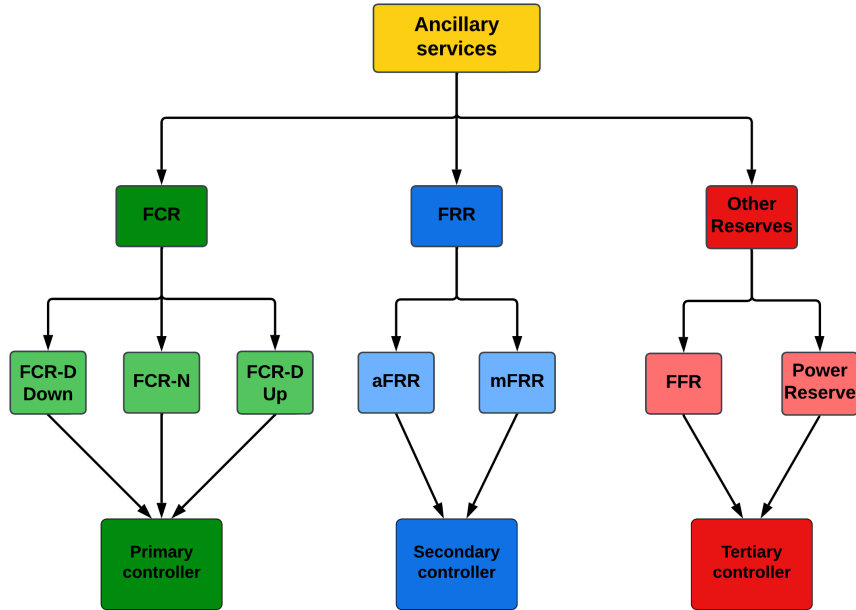 Ancillary
services
FCR
FRR
Other
Reserves
FCR-D
Down
FCR-N
FCR-D
Up
aFRR
mFRR
FFR
Power
Reserve
Primary
controller
Secondary
controller
Tertiary
controller